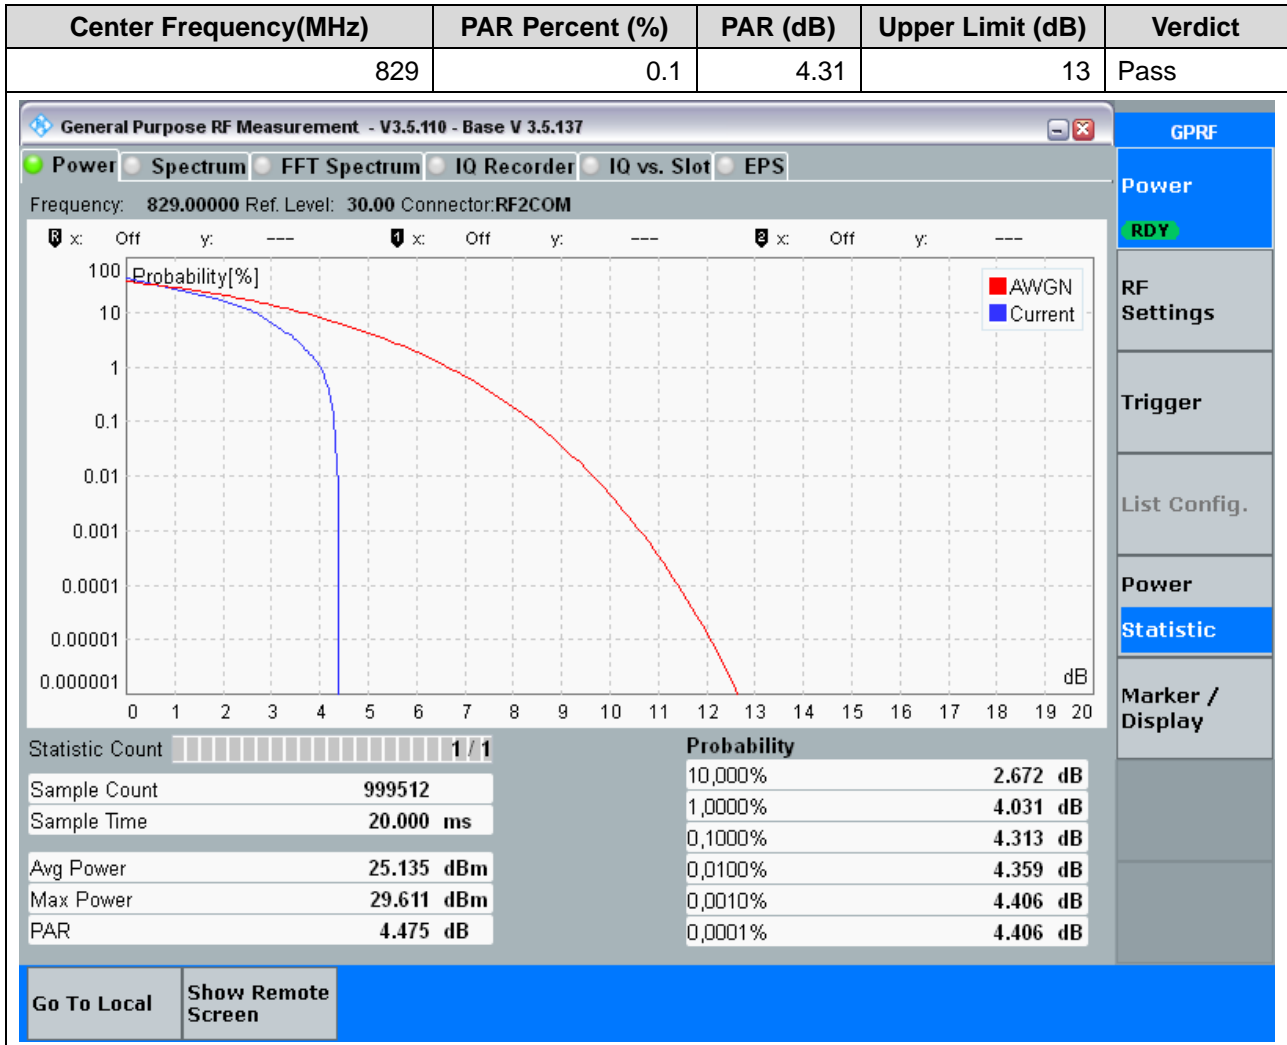 Center Frequency(MHz) PAR Percent (%) PAR (dB) Upper Limit (dB) Verdict
829 0.1 4.31 13 Pass
General Purpose RF Measurement - V3.5.110 - Base V 3.5.137
GPRF
Power Spectrum FFT Spectrum IQ Recorder IQ vs. Slot EPS
Frequency: 829.00000 Ref. Level: 30.00 Connector:RF2COM
R x: Off y: --- 1 x: Off y: --- 2 x: Off y: ---
Probability[%]
100
10
1
0.1
0.01
0.001
0.0001
0.00001
0.000001
AWGN
Current
dB
0 1 2 3 4 5 6 7 8 9 10 11 12 13 14 15 16 17 18 19 20
Statistic Count 1 / 1
Sample Count 999512
Sample Time 20.000 ms
Avg Power 25.135 dBm
Max Power 29.611 dBm
PAR 4.475 dB
Probability
10,000% 2.672 dB
1,0000% 4.031 dB
0,1000% 4.313 dB
0,0100% 4.359 dB
0,0010% 4.406 dB
0,0001% 4.406 dB
Power
RDY
RF
Settings
Trigger
List Config.
Power
Statistic
Marker /
Display
Go To Local
Show Remote
Screen